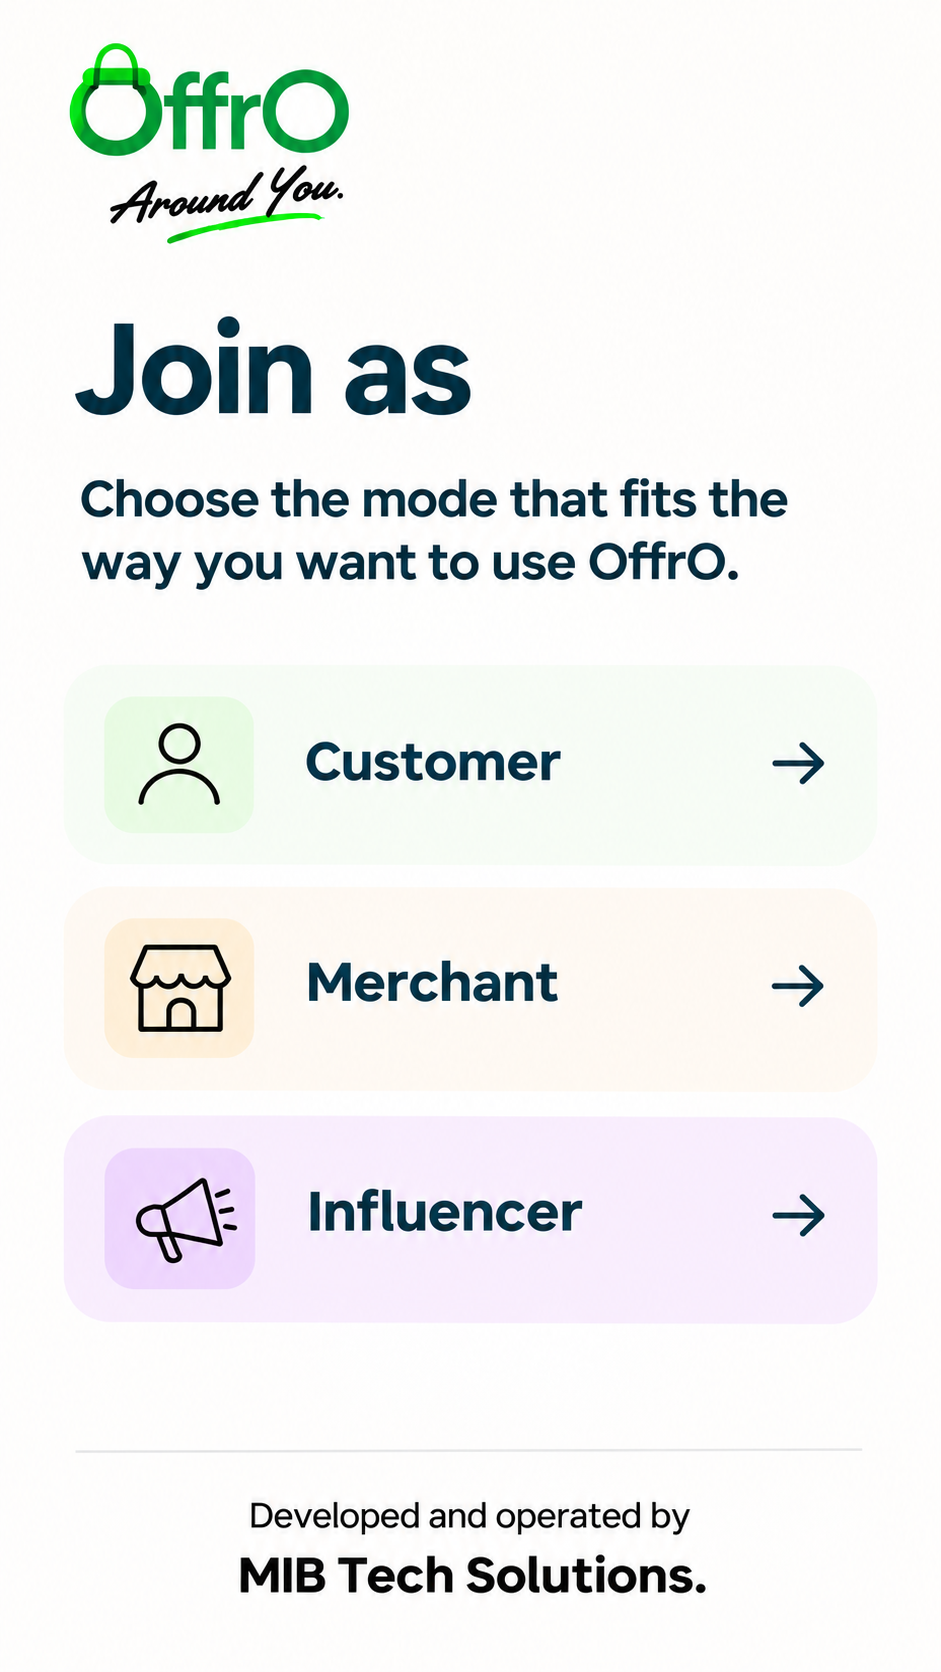 OffrO
Around You.
Join as
Choose the mode that fits the
way you want to use OffrO.
Customer
Merchant
Influencer
Developed and operated by
MIB Tech Solutions.